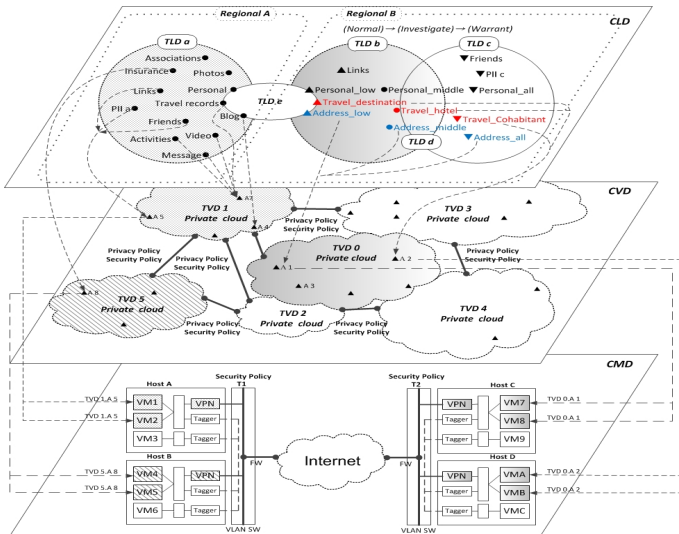 Regional A
Regional B
CLD
(Normal)→(Investigate)→(Warrant)
TLD a
TLD b
TLD c
Associations
Insurance
Photos
Links
Personal
PII a
Travel records
Friends
Blog
Activities
Video
Message
TLD e
Links
Personal_low
Personal_middle
Travel_destination
Travel_hotel
Address_low
Address_middle
TLD d
Friends
PII c
Personal_all
Travel_Cohabitant
Address_all
CVD
TVD 1
Private cloud
A 5
A7
A 4
TVD 3
Private cloud
Privacy Policy
Security Policy
Privacy Policy
Security Policy
TVD 0
Private cloud
A 1
A 2
A 3
A 8
TVD 5
Private cloud
TVD 2
Private cloud
TVD 4
Private cloud
Privacy Policy
Security Policy
Privacy Policy
Security Policy
CMD
Host A
Security Policy
T1
Security Policy
T2
Host C
TVD 1.A 5
VM1
VPN
TVD 1.A 5
VM2
Tagger
VM3
Tagger
VPN
VM7
TVD 0.A 1
Tagger
VM8
TVD 0.A 1
Tagger
VM9
Internet
FW
FW
Host B
Host D
TVD 5.A 8
VM4
VPN
TVD 5.A 8
VM5
Tagger
VM6
Tagger
VPN
VMA
TVD 0.A 2
Tagger
VMB
TVD 0.A 2
Tagger
VMC
VLAN SW
VLAN SW